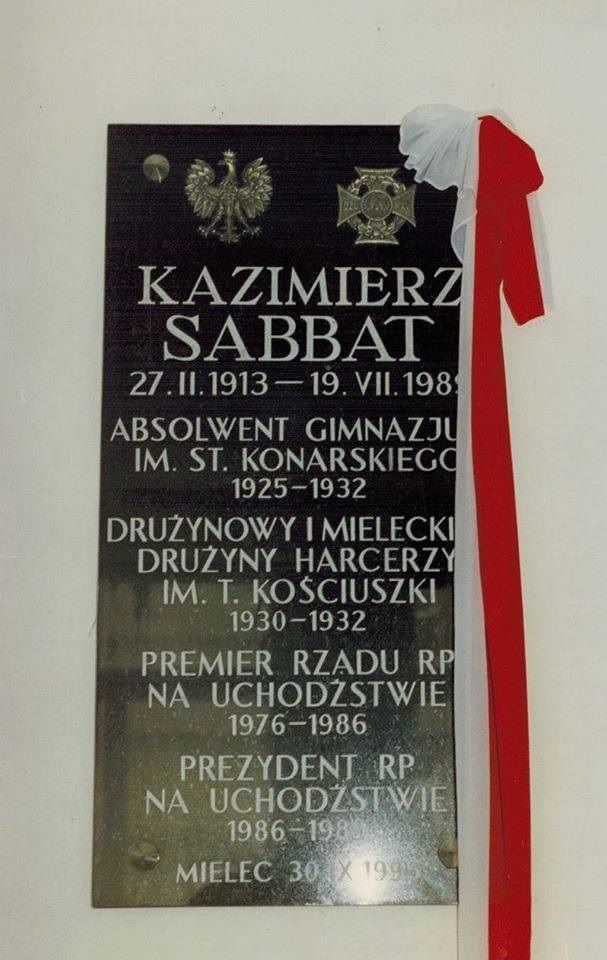 KAZIMIERZ
SABBAT
27.II.1913 — 19.VII.1989
ABSOLWENT GIMNAZJU
IM. ST. KONARSKIEGO
1925–1932
DRUŻYNOWY I MIELECKI
DRUŻYNY HARCERZY
IM. T. KOŚCIUSZKI
1930–1932
PREMIER RZĄDU RP
NA UCHODŹSTWIE
1976–1986
PREZYDENT RP
NA UCHODŹSTWIE
1986–198
MIELEC 30 IX 199